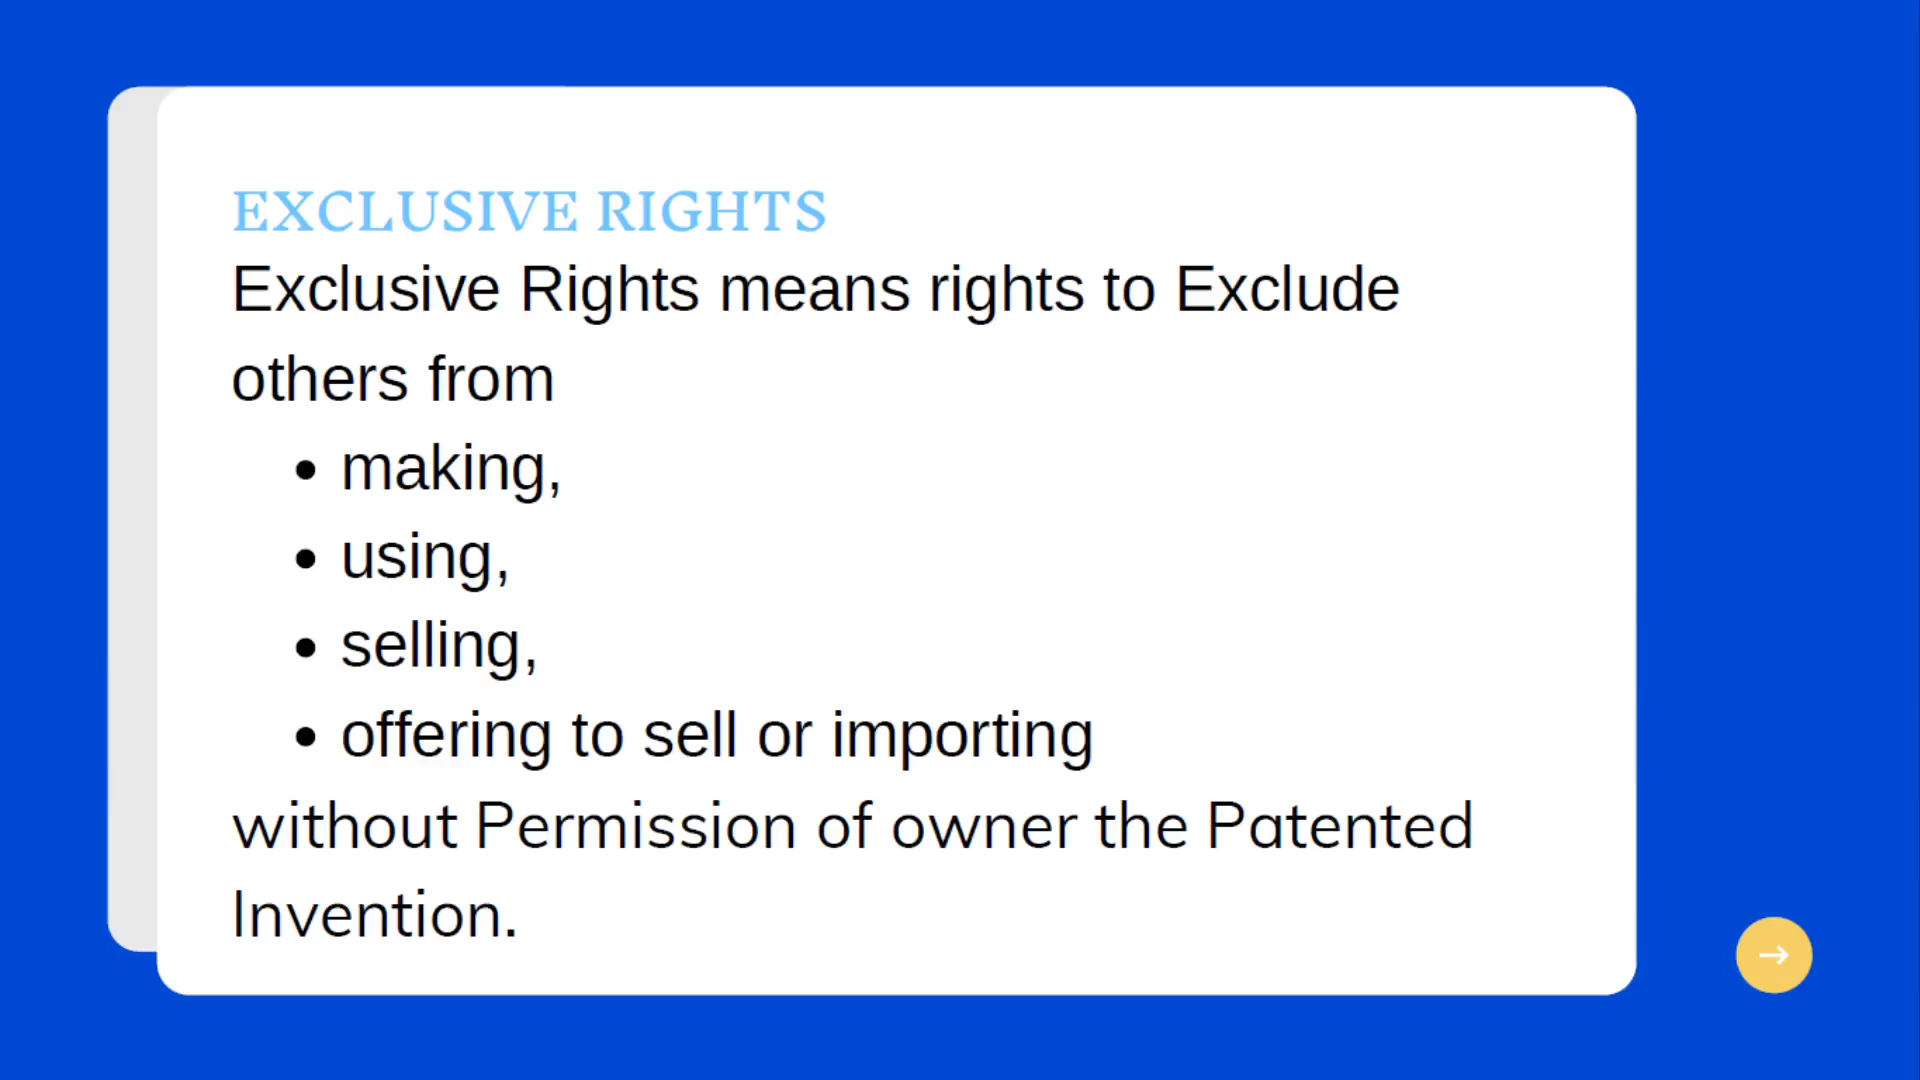 EXCLUSIVE RIGHTS
Exclusive Rights means rights to Exclude
others from
• making,
• using,
• selling,
• offering to sell or importing
without Permission of owner the Patented
Invention.